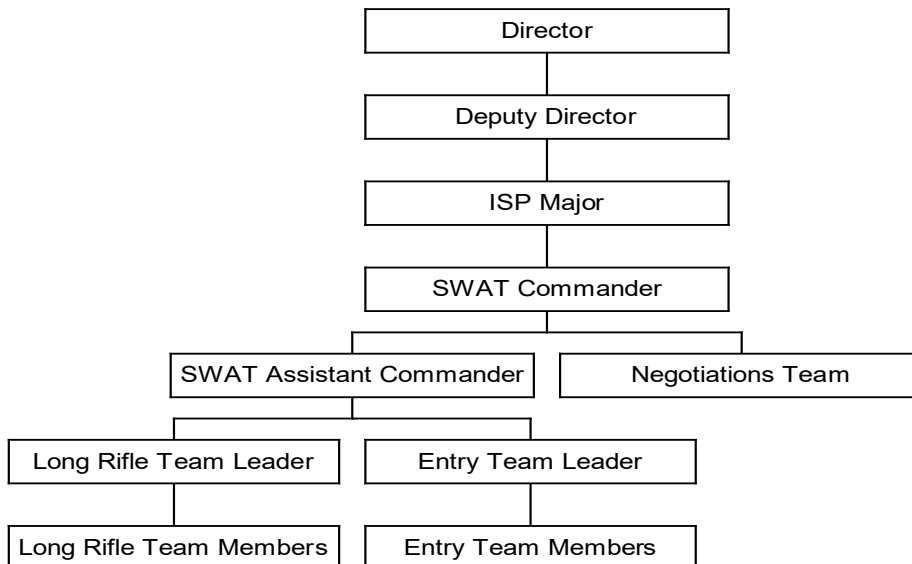 Director
Deputy Director
ISP Major
SWAT Commander
SWAT Assistant Commander
Negotiations Team
Long Rifle Team Leader
Entry Team Leader
Long Rifle Team Members
Entry Team Members